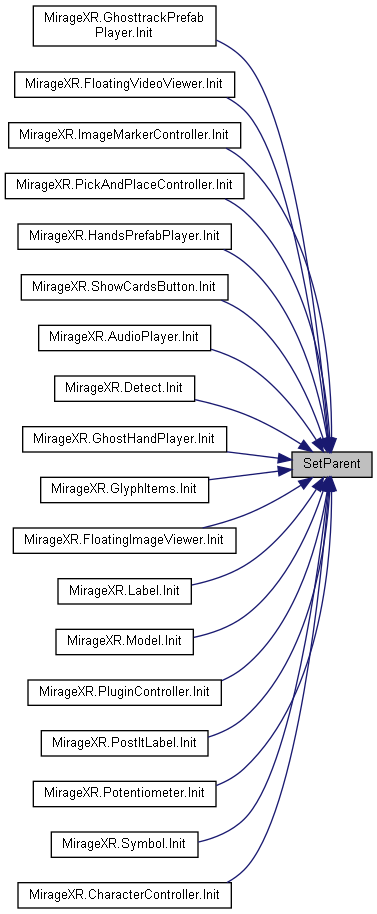 MirageXR.GhosttrackPrefab
Player.Init
MirageXR.FloatingVideoViewer.Init
MirageXR.ImageMarkerController.Init
MirageXR.PickAndPlaceController.Init
MirageXR.HandsPrefabPlayer.Init
MirageXR.ShowCardsButton.Init
MirageXR.AudioPlayer.Init
MirageXR.Detect.Init
MirageXR.GhostHandPlayer.Init
SetParent
MirageXR.GlyphItems.Init
MirageXR.FloatingImageViewer.Init
MirageXR.Label.Init
MirageXR.Model.Init
MirageXR.PluginController.Init
MirageXR.PostItLabel.Init
MirageXR.Potentiometer.Init
MirageXR.Symbol.Init
MirageXR.CharacterController.Init